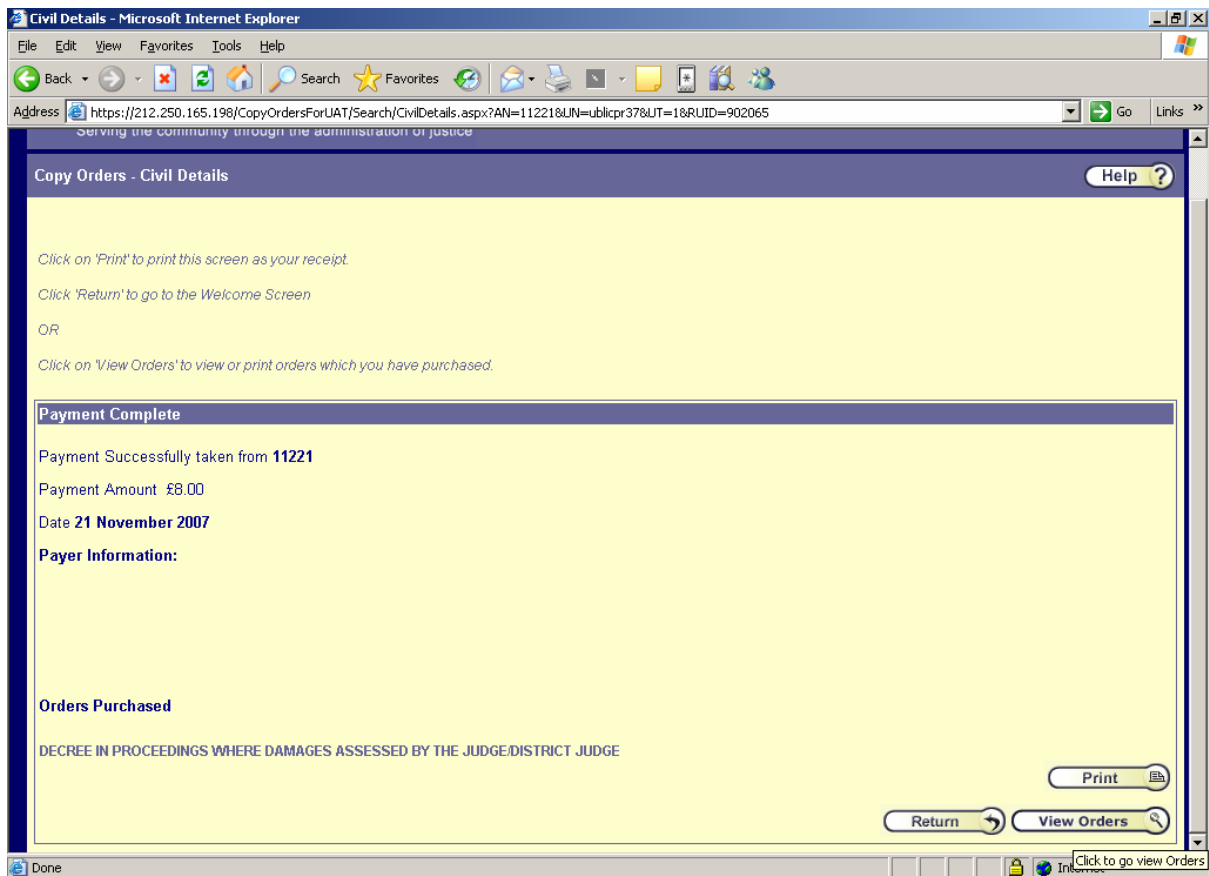 Civil Details - Microsoft Internet Explorer
File Edit View Favorites Tools Help
Back Search Favorites
Address https://212.250.165.198/CopyOrdersForUAT/Search/CivilDetails.aspx?AN=11221&UN=ublicpr37&UT=1&RUID=902065 Go Links »
Serving the community through the administration of justice
Copy Orders - Civil Details Help ?
Click on 'Print' to print this screen as your receipt.
Click 'Return' to go to the Welcome Screen
OR
Click on 'View Orders' to view or print orders which you have purchased.
Payment Complete
Payment Successfully taken from 11221
Payment Amount £8.00
Date 21 November 2007
Payer Information:
Orders Purchased
DECREE IN PROCEEDINGS WHERE DAMAGES ASSESSED BY THE JUDGE/DISTRICT JUDGE
Print
Return View Orders
Done
Click to go view Orders